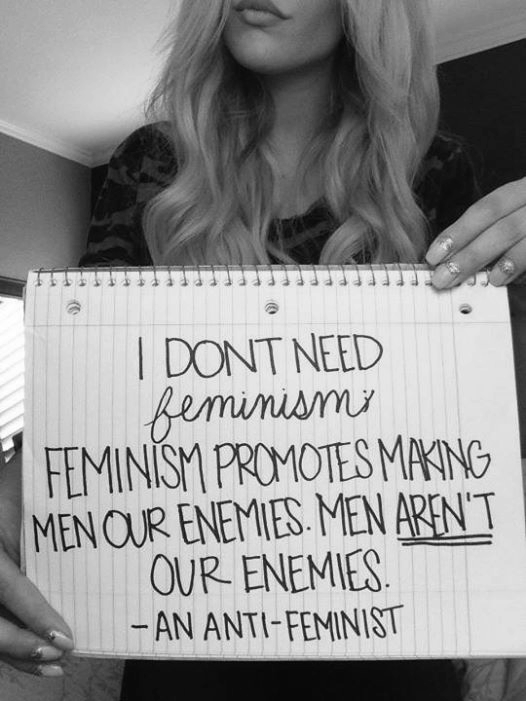 I DONT NEED
feminism;
FEMINISM PROMOTES MAKING
MEN OUR ENEMIES. MEN AREN'T
OUR ENEMIES.
- AN ANTI-FEMINIST